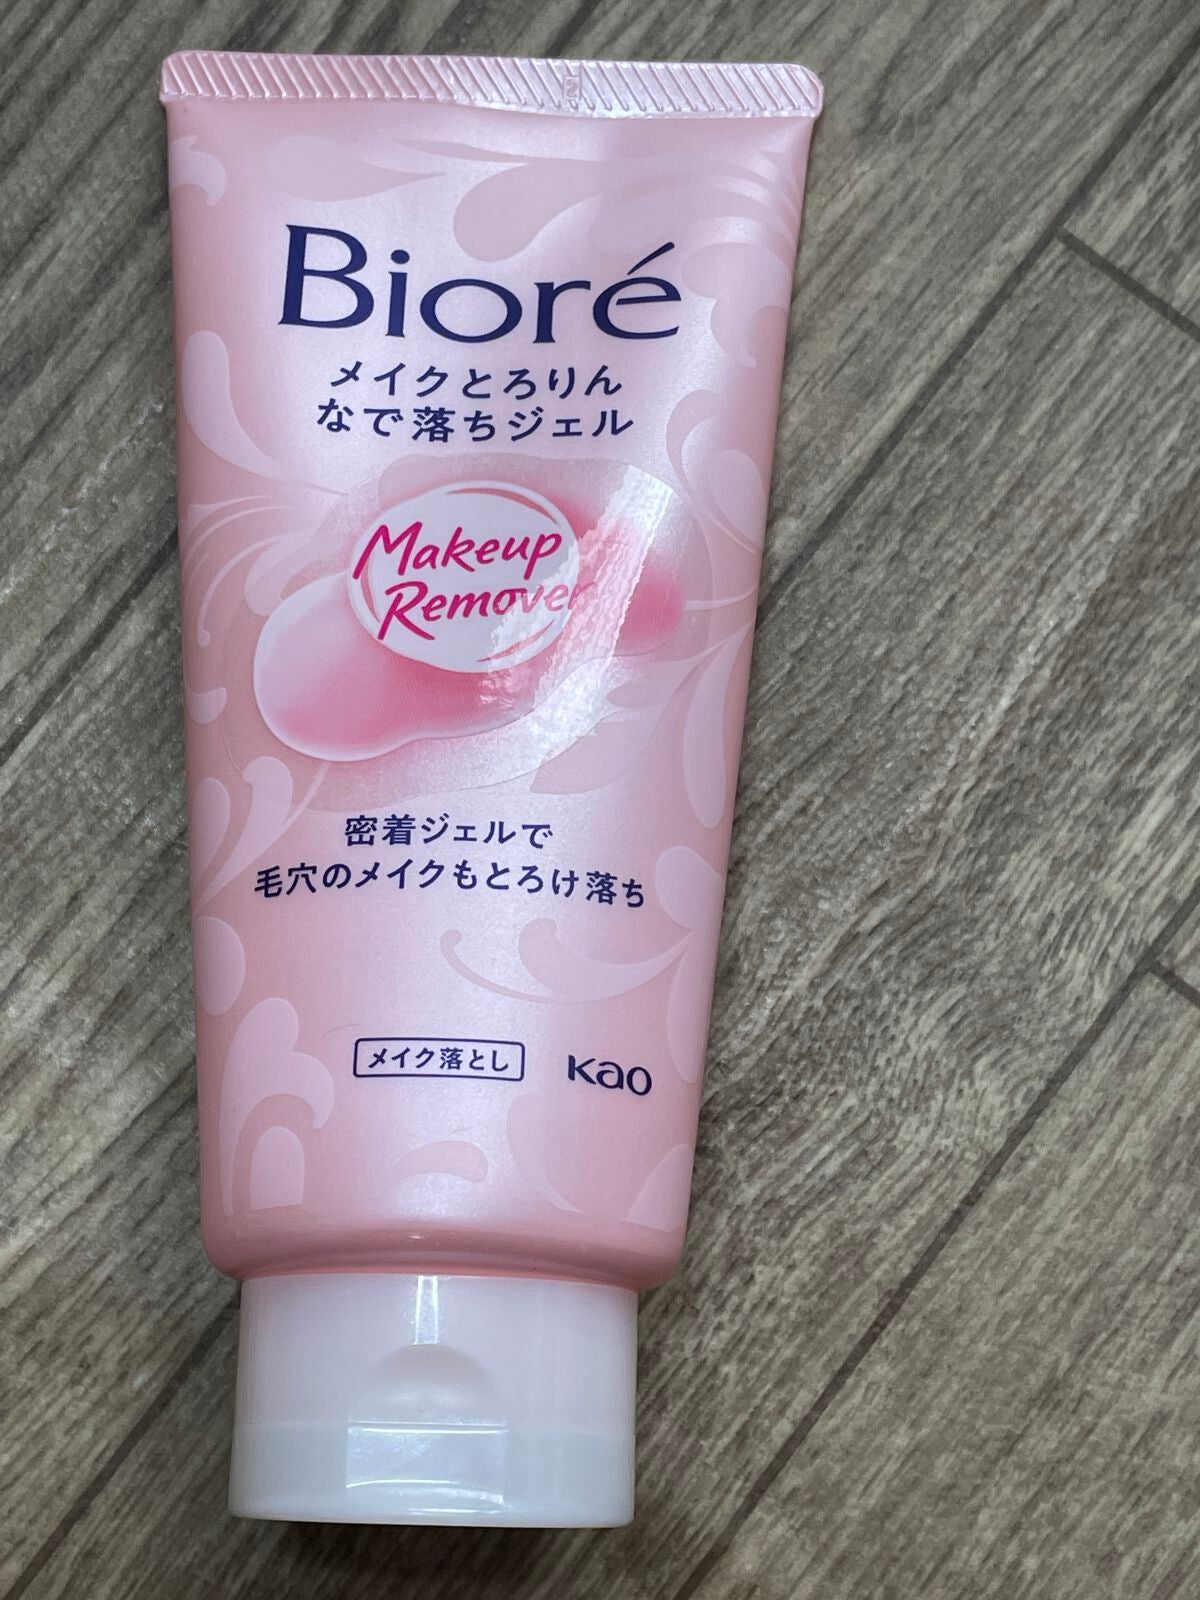 Bioré
メイクとろりん
なで落ちジェル
Makeup
Remover
密着ジェルで
毛穴のメイクもとろけ落ち
メイク落とし
Kao